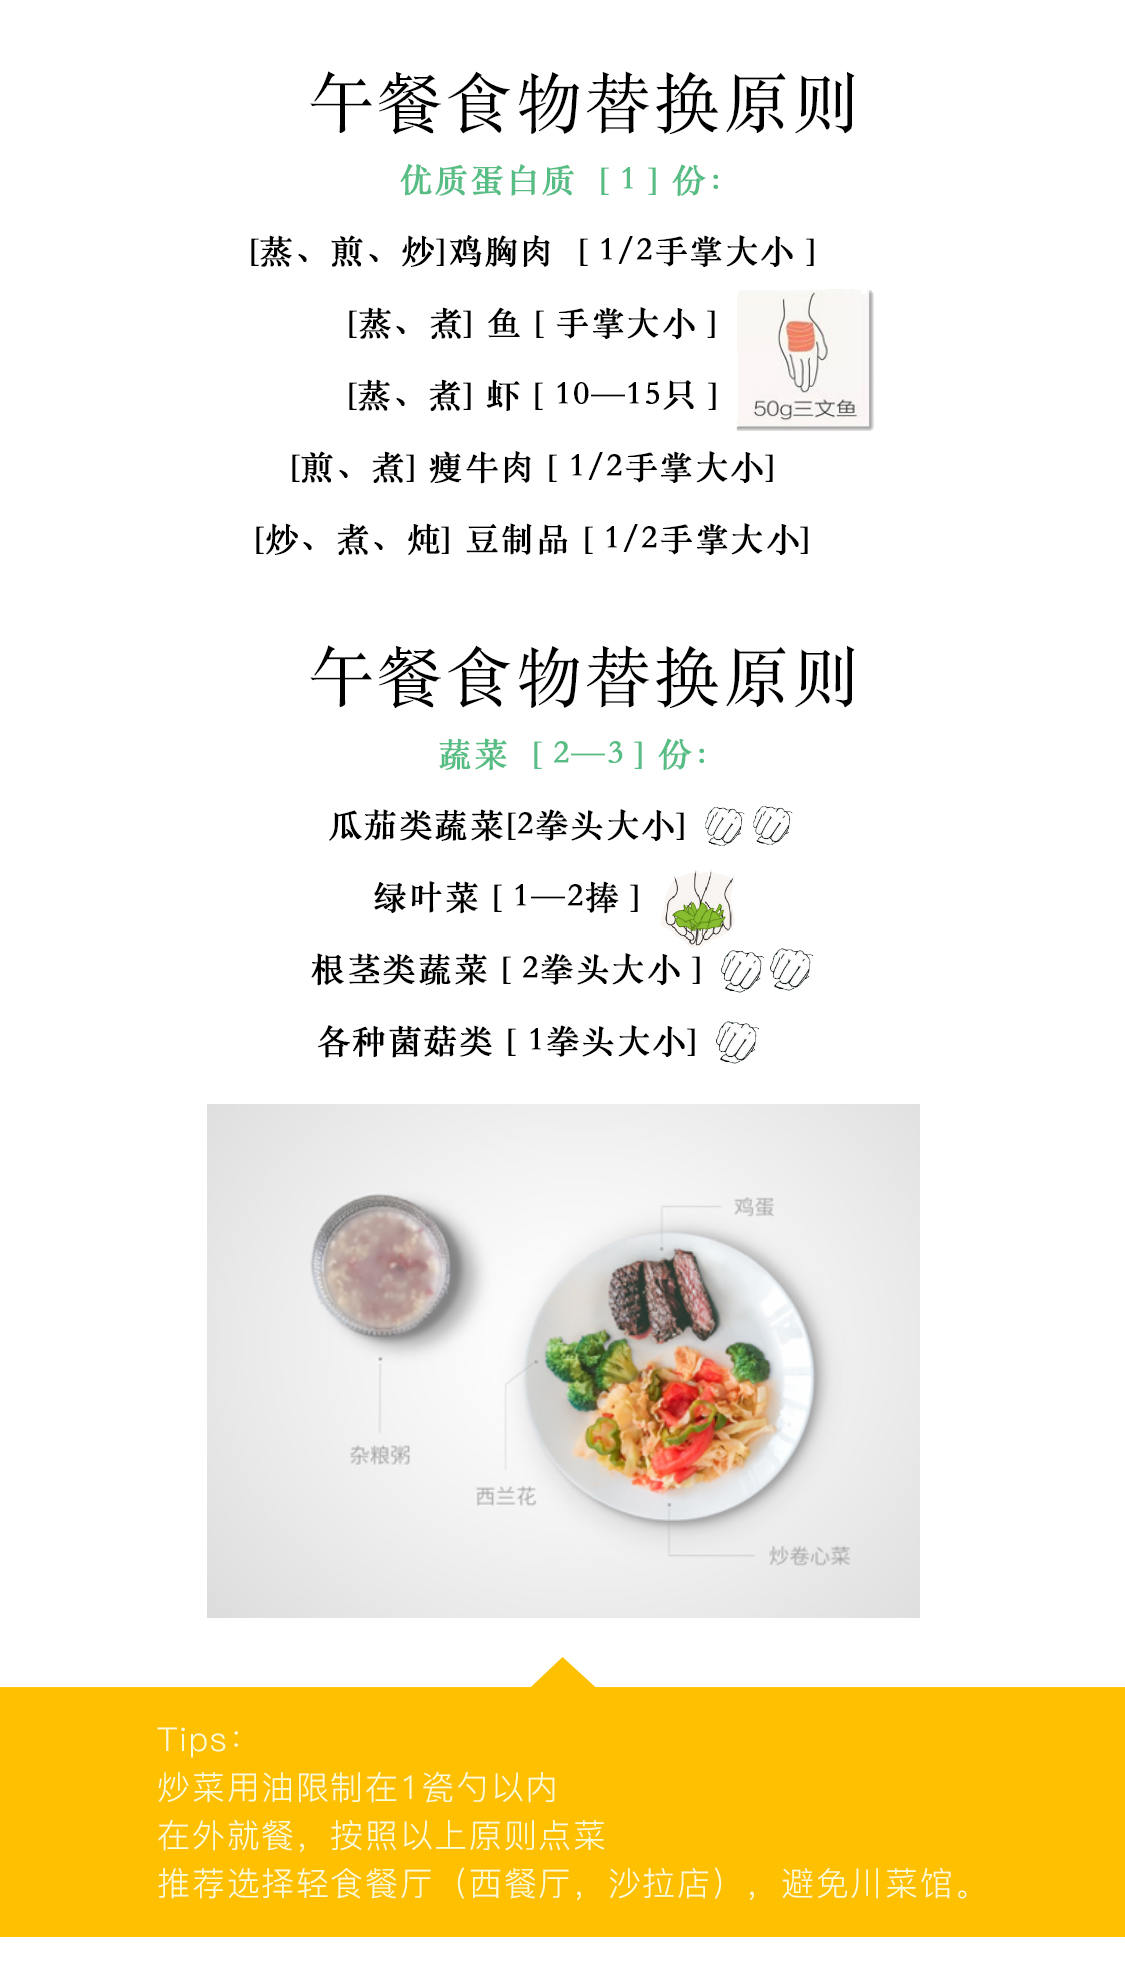 午餐食物替换原则
优质蛋白质 [ 1 ] 份：
[蒸、煎、炒]鸡胸肉 [ 1/2手掌大小 ]
[蒸、煮] 鱼 [ 手掌大小 ]
[蒸、煮] 虾 [ 10—15只 ]
50g三文鱼
[煎、煮] 瘦牛肉 [ 1/2手掌大小]
[炒、煮、炖] 豆制品 [ 1/2手掌大小]
午餐食物替换原则
蔬菜 [ 2—3 ] 份：
瓜茄类蔬菜[2拳头大小]
绿叶菜 [ 1—2捧 ]
根茎类蔬菜 [ 2拳头大小 ]
各种菌菇类 [ 1拳头大小]
鸡蛋
杂粮粥
西兰花
炒卷心菜
Tips：
炒菜用油限制在1瓷勺以内
在外就餐，按照以上原则点菜
推荐选择轻食餐厅（西餐厅，沙拉店），避免川菜馆。